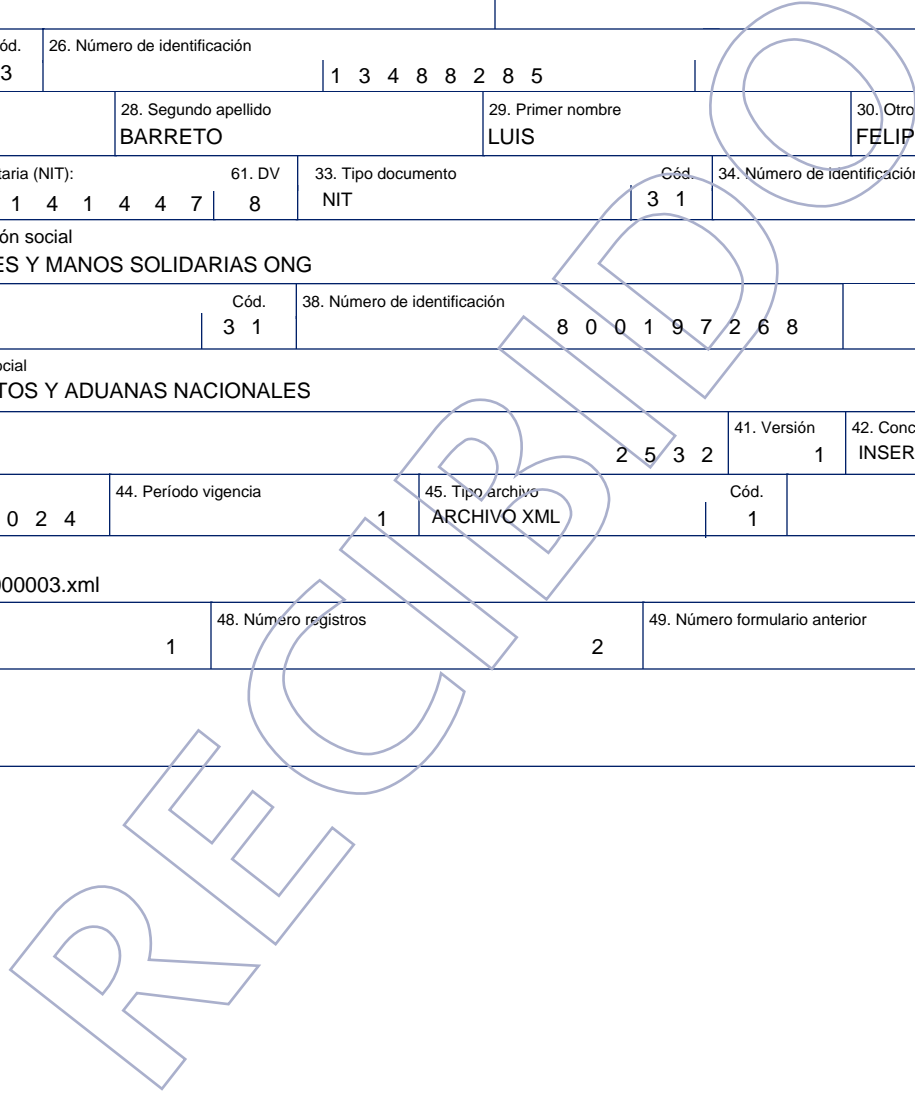 ód. 26. Número de identificación
3 1 3 4 8 8 2 8 5
28. Segundo apellido 29. Primer nombre 30. Otro
BARRETO LUIS FELIP
taria (NIT): 61. DV 33. Tipo documento Cód. 34. Número de identificación
1 4 1 4 4 7 8 NIT 3 1
ón social
ES Y MANOS SOLIDARIAS ONG
Cód. 38. Número de identificación
3 1 8 0 0 1 9 7 2 6 8
ocial
TOS Y ADUANAS NACIONALES
41. Versión 42. Conc
2 5 3 2 1 INSER
44. Período vigencia 45. Tipo archivo Cód.
0 2 4 1 ARCHIVO XML 1
000003.xml
48. Número registros 49. Número formulario anterior
1 2
RECIBIDO